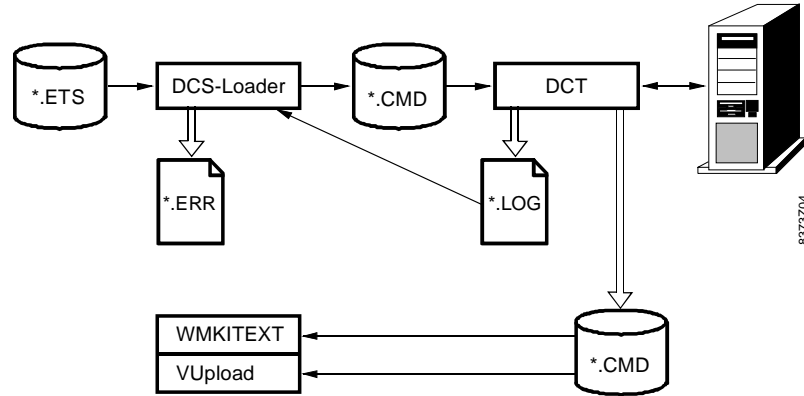 *.ETS
DCS-Loader
*.CMD
DCT
*.ERR
*.LOG
8373704
WMKITEXT
VUpload
*.CMD